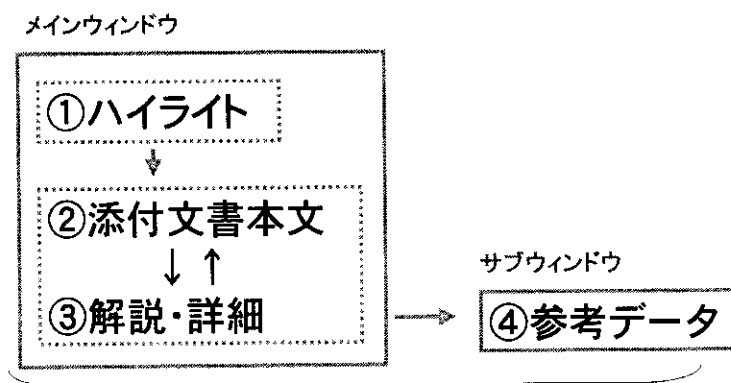 メインウィンドウ
①ハイライト
②添付文書本文
↓↑
③解説・詳細
サブウィンドウ
④参考データ